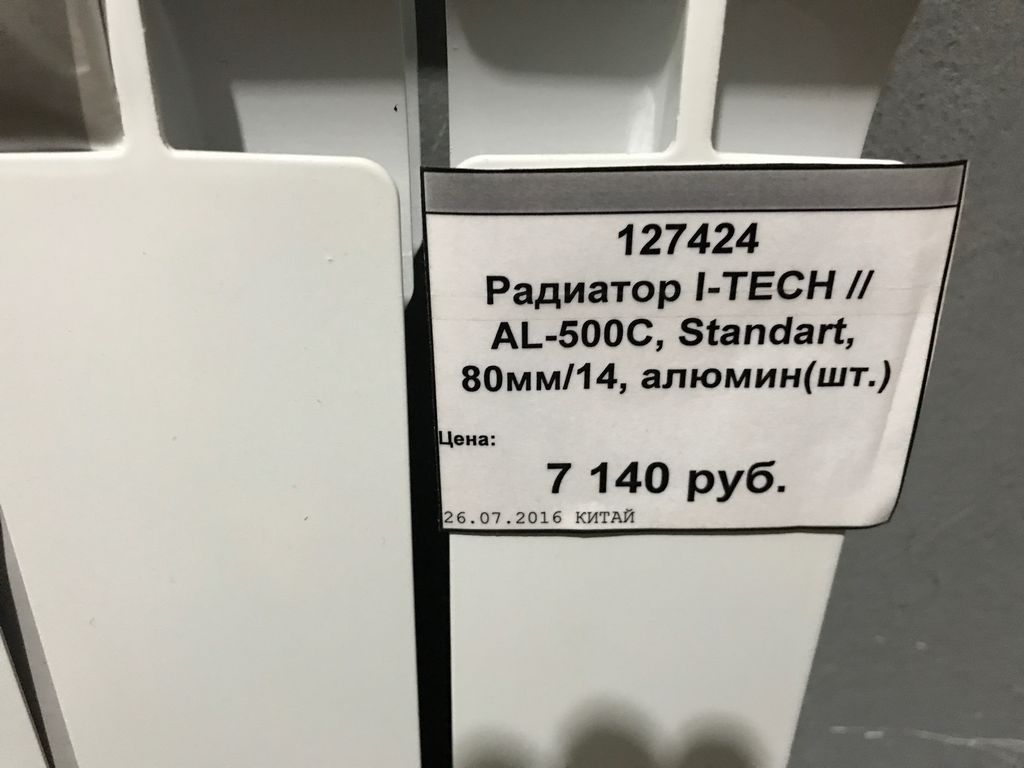 127424
Радиатор I-TECH //
AL-500C, Standart,
80мм/14, алюмин(шт.)
Цена:
7 140 руб.
26.07.2016 КИТАЙ